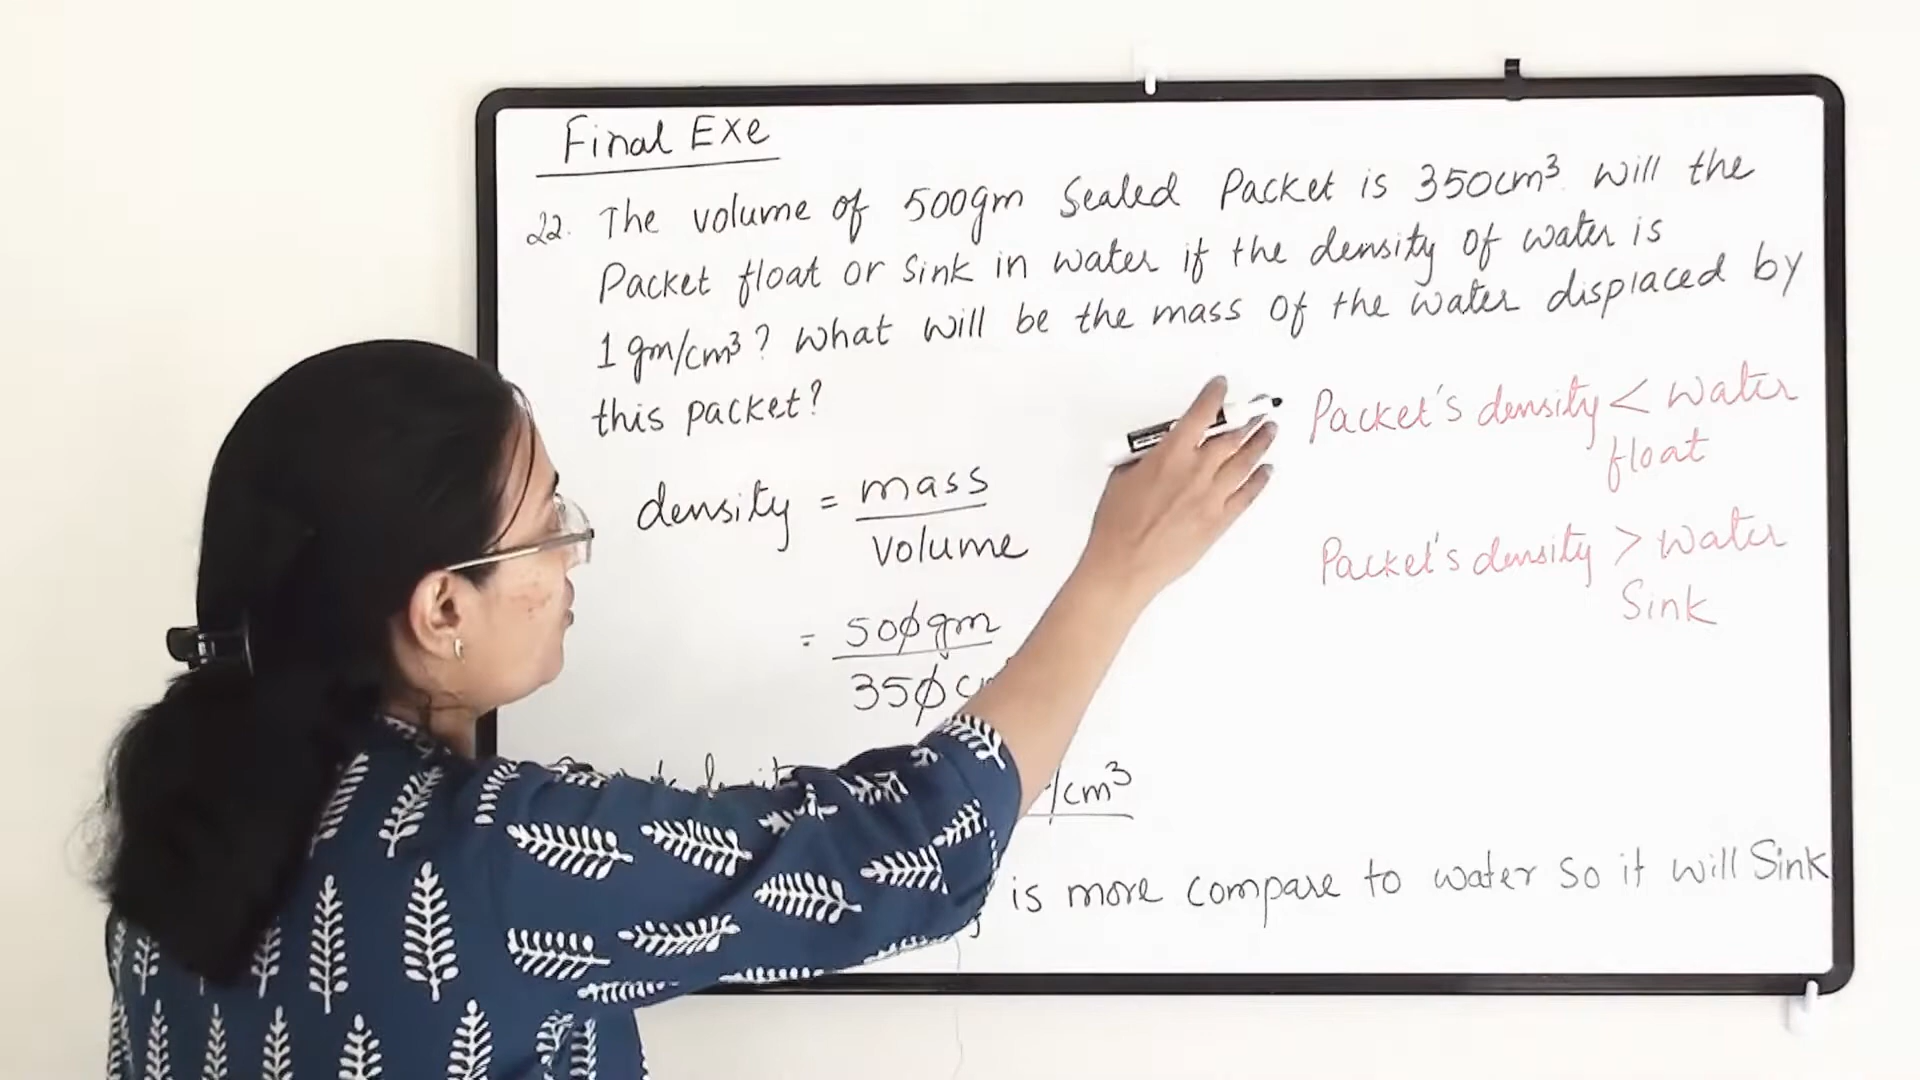 Final Exe
22. The volume of 500gm Sealed Packet is 350cm³. Will the
Packet float or sink in water if the density of water is
1 gm/cm³? What will be the mass of the water displaced by
this packet?
Packet's density < water
float
density = mass
volume
Packet's density > water
Sink
= 500gm
350
/cm³
is more compare to water so it will Sink